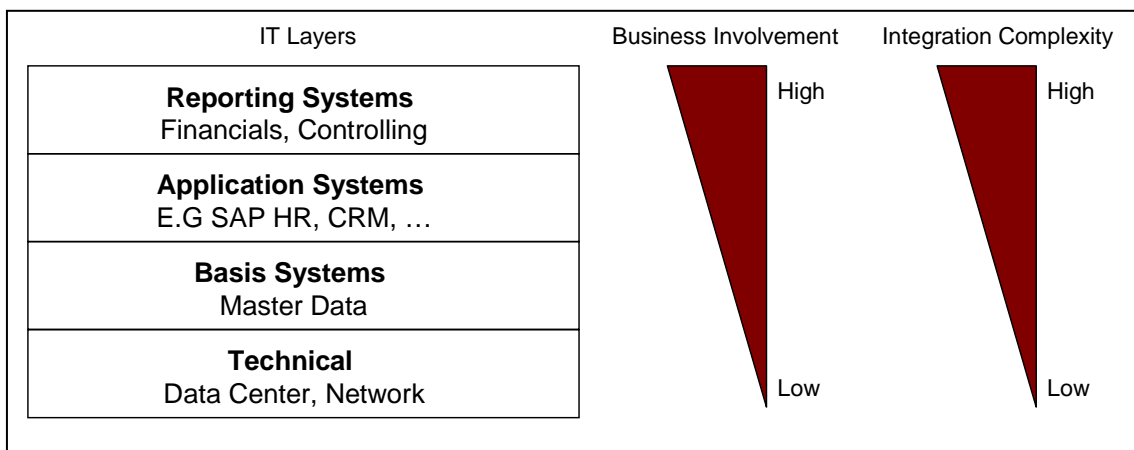 IT Layers
Business Involvement
Integration Complexity
Reporting Systems
Financials, Controlling
High
High
Application Systems
E.G SAP HR, CRM, …
Basis Systems
Master Data
Technical
Data Center, Network
Low
Low